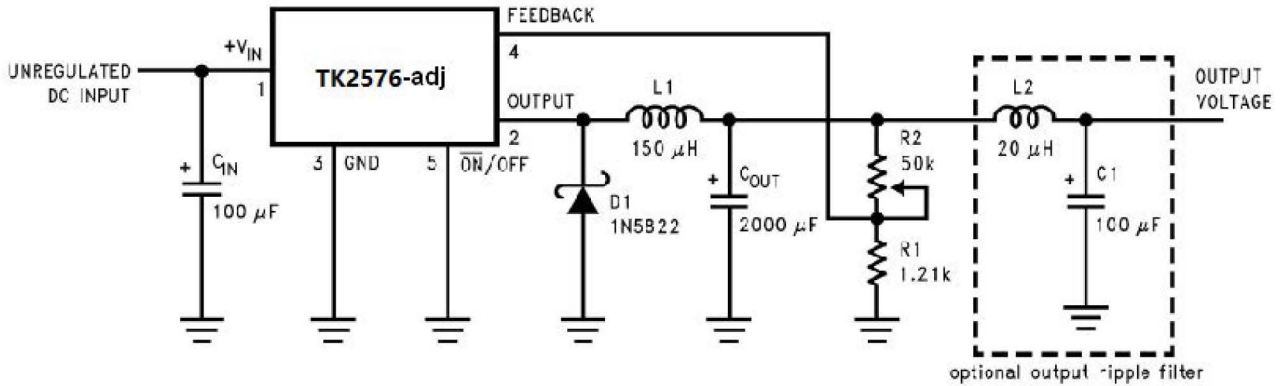 FEEDBACK
4
+VIN
UNREGULATED
DC INPUT
1
TK2576-adj
OUTPUT
2
L1
150 μH
L2
20 μH
OUTPUT
VOLTAGE
3 GND
5 ON/OFF
+ CIN
100 μF
D1
1N5822
+ COUT
2000 μF
R2
50k
R1
1.21k
+ C1
100 μF
optional output ripple filter